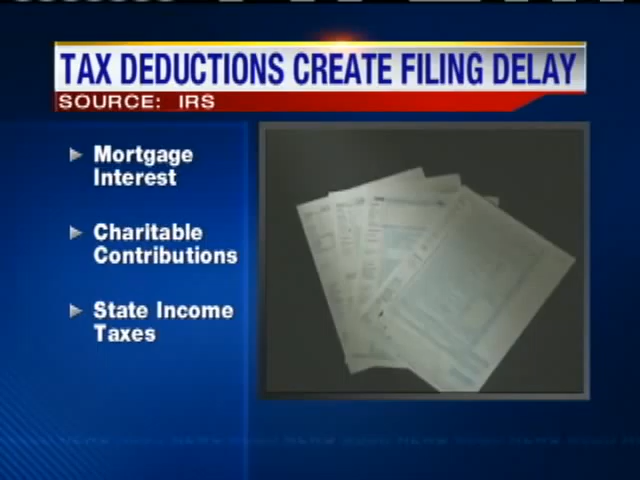 TAX DEDUCTIONS CREATE FILING DELAY
SOURCE: IRS
Mortgage
Interest
Charitable
Contributions
State Income
Taxes